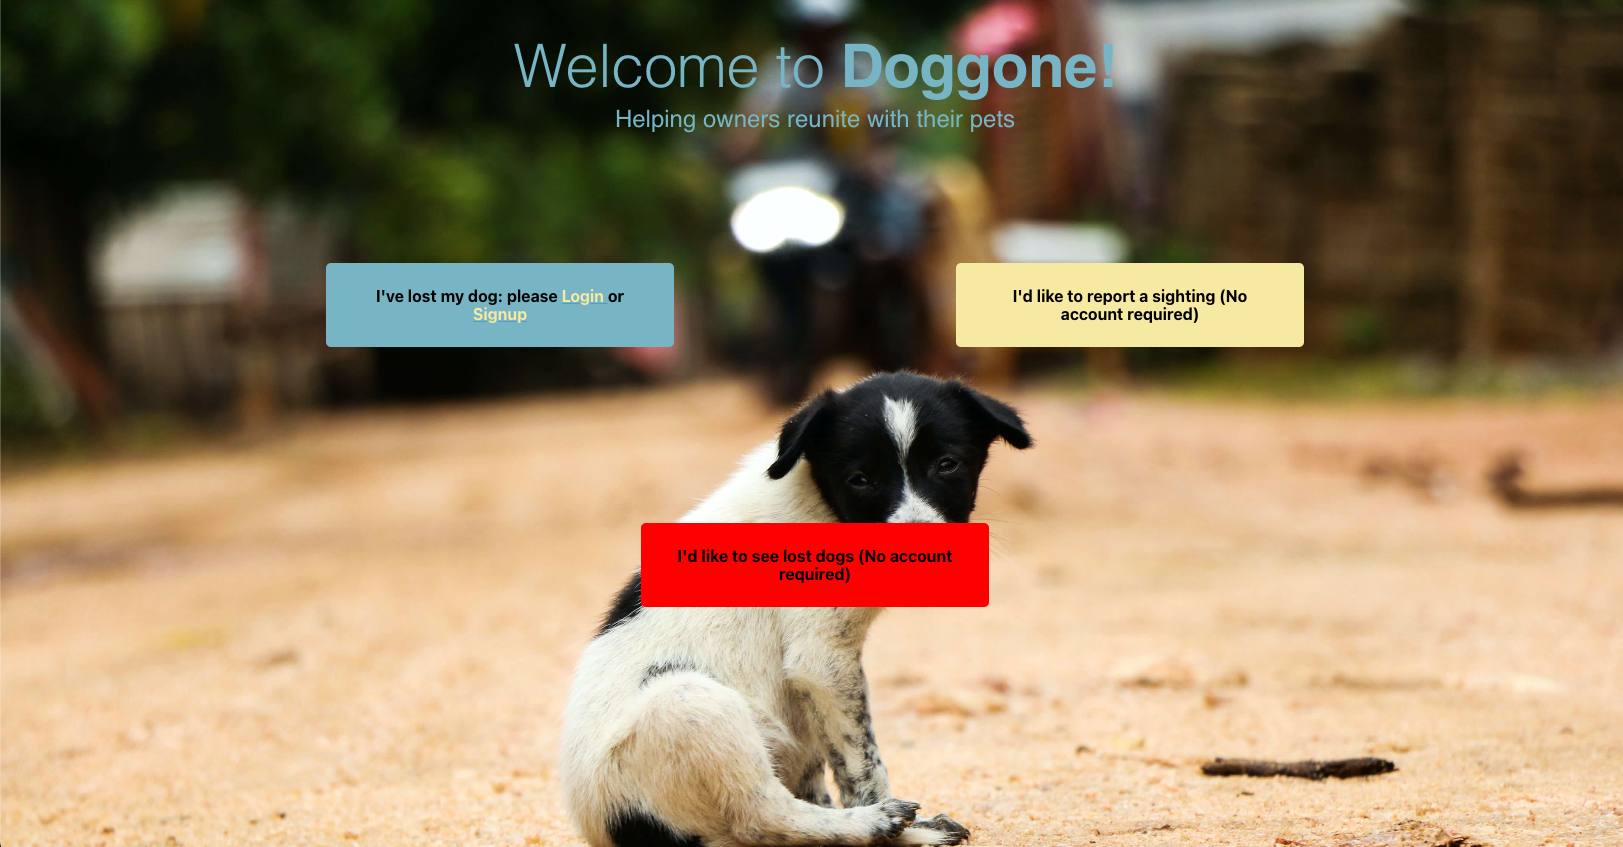 Welcome to Doggone!
Helping owners reunite with their pets
I've lost my dog: please Login or
Signup
I'd like to report a sighting (No
account required)
I'd like to see lost dogs (No account
required)